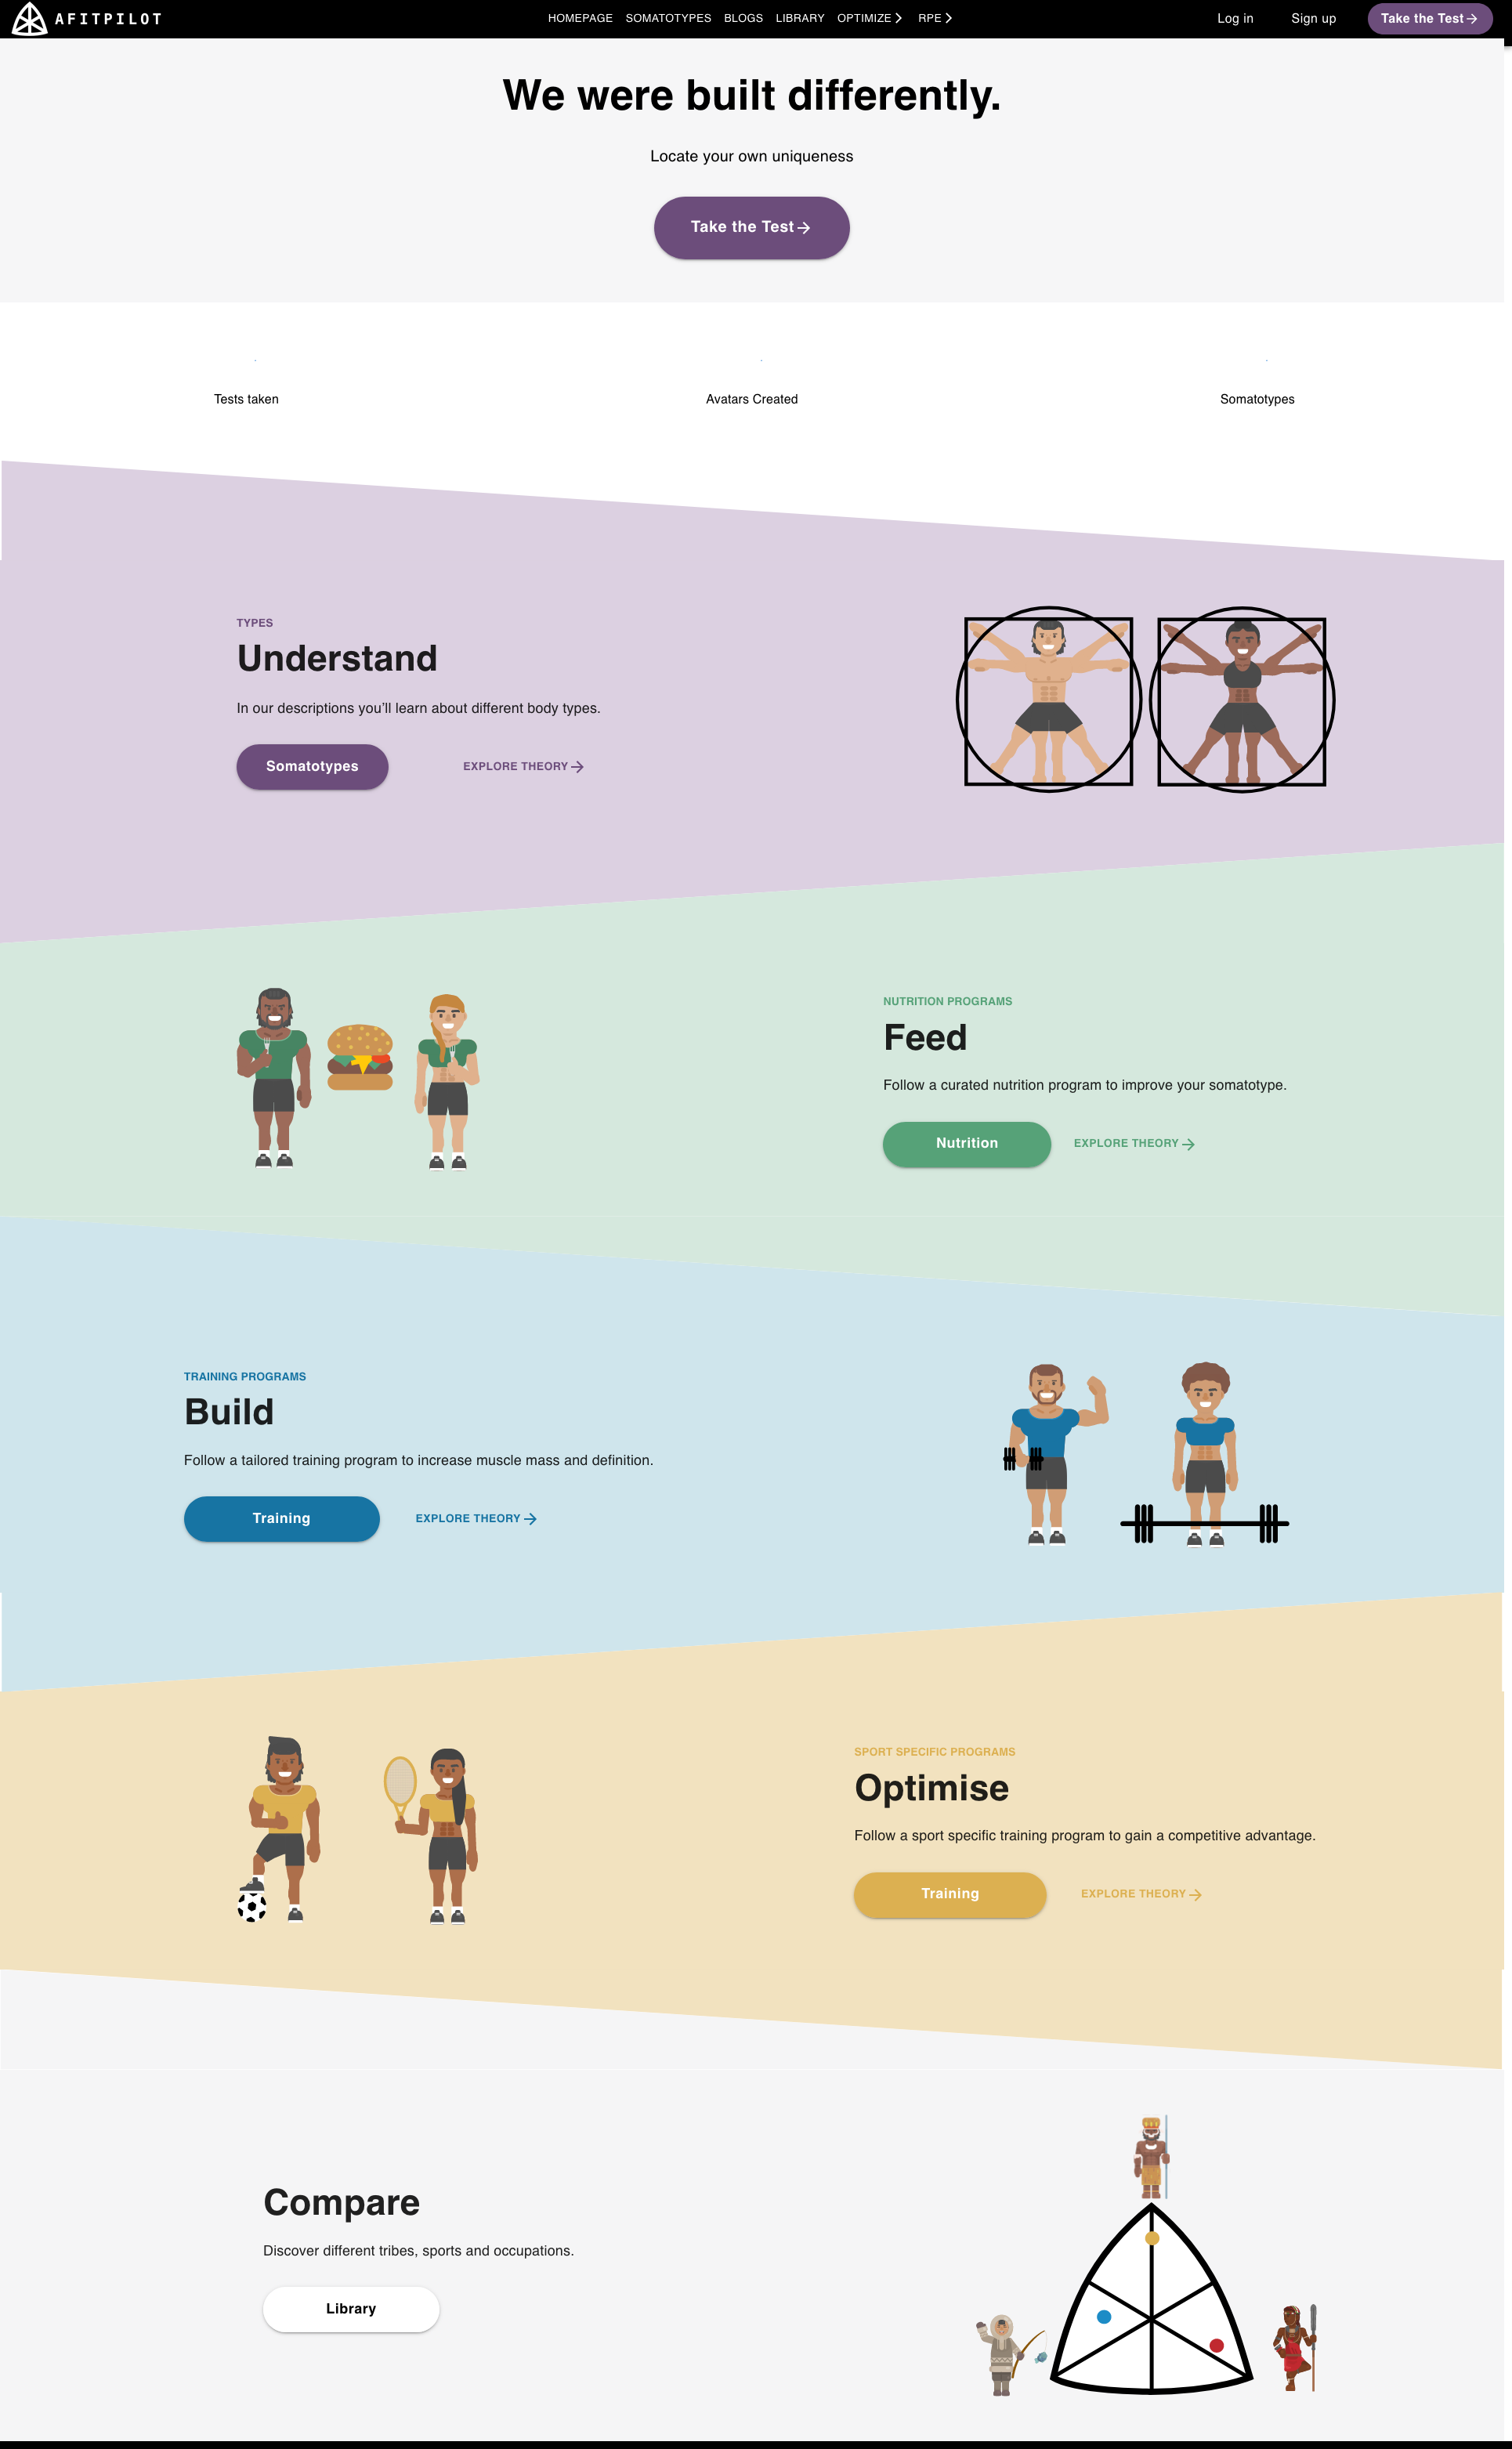 AFITPILOT
HOMEPAGE SOMATOTYPES BLOGS LIBRARY OPTIMIZE RPE
Log in Sign up Take the Test
We were built differently.
Locate your own uniqueness
Take the Test
Tests taken
Avatars Created
Somatotypes
TYPES
Understand
In our descriptions you’ll learn about different body types.
Somatotypes EXPLORE THEORY
NUTRITION PROGRAMS
Feed
Follow a curated nutrition program to improve your somatotype.
Nutrition EXPLORE THEORY
TRAINING PROGRAMS
Build
Follow a tailored training program to increase muscle mass and definition.
Training EXPLORE THEORY
SPORT SPECIFIC PROGRAMS
Optimise
Follow a sport specific training program to gain a competitive advantage.
Training EXPLORE THEORY
Compare
Discover different tribes, sports and occupations.
Library